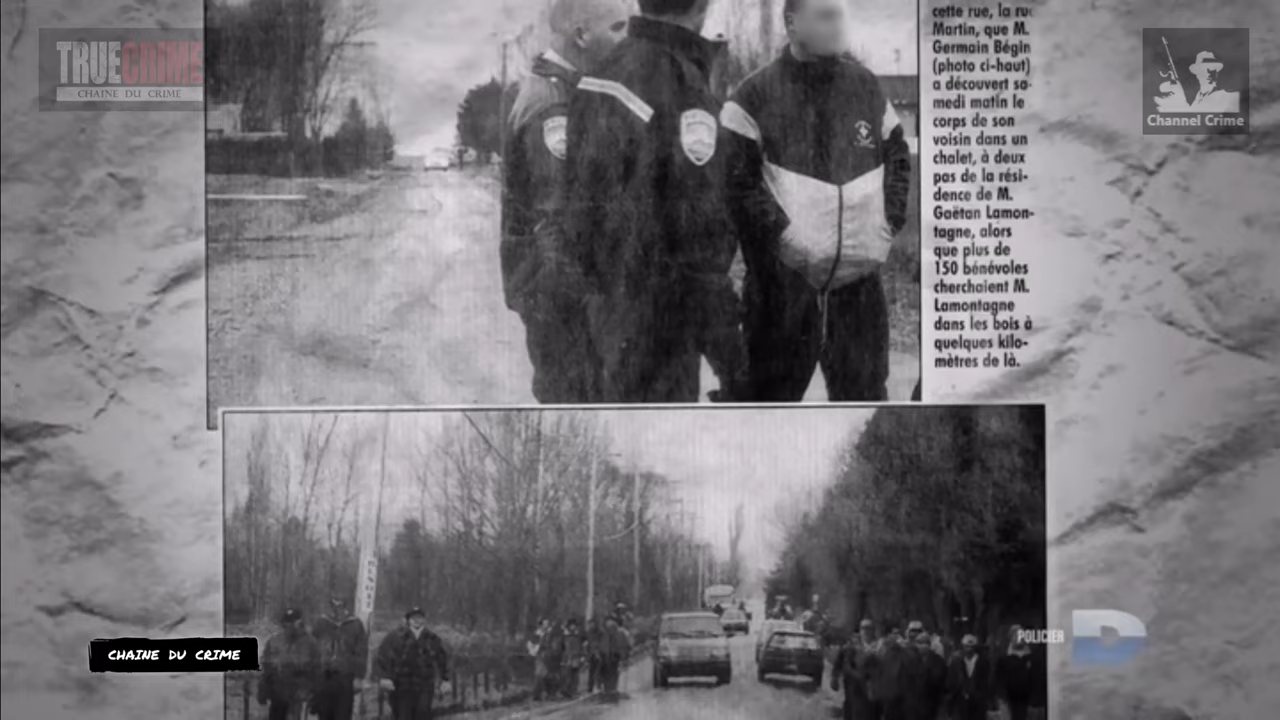 TRUECRIME
CHAINE DU CRIME
Channel Crime
cette rue, la rue
Martin, que M.
Germain Bégin
(photo ci-haut)
a découvert sa-
medi matin le
corps de son
voisin dans un
chalet, à deux
pas de la rési-
dence de M.
Gaëtan Lamon-
tagne, alors
que plus de
150 bénévoles
cherchaient M.
Lamontagne
dans les bois à
quelques kilo-
mètres de là.
POLICIER D
CHAINE DU CRIME